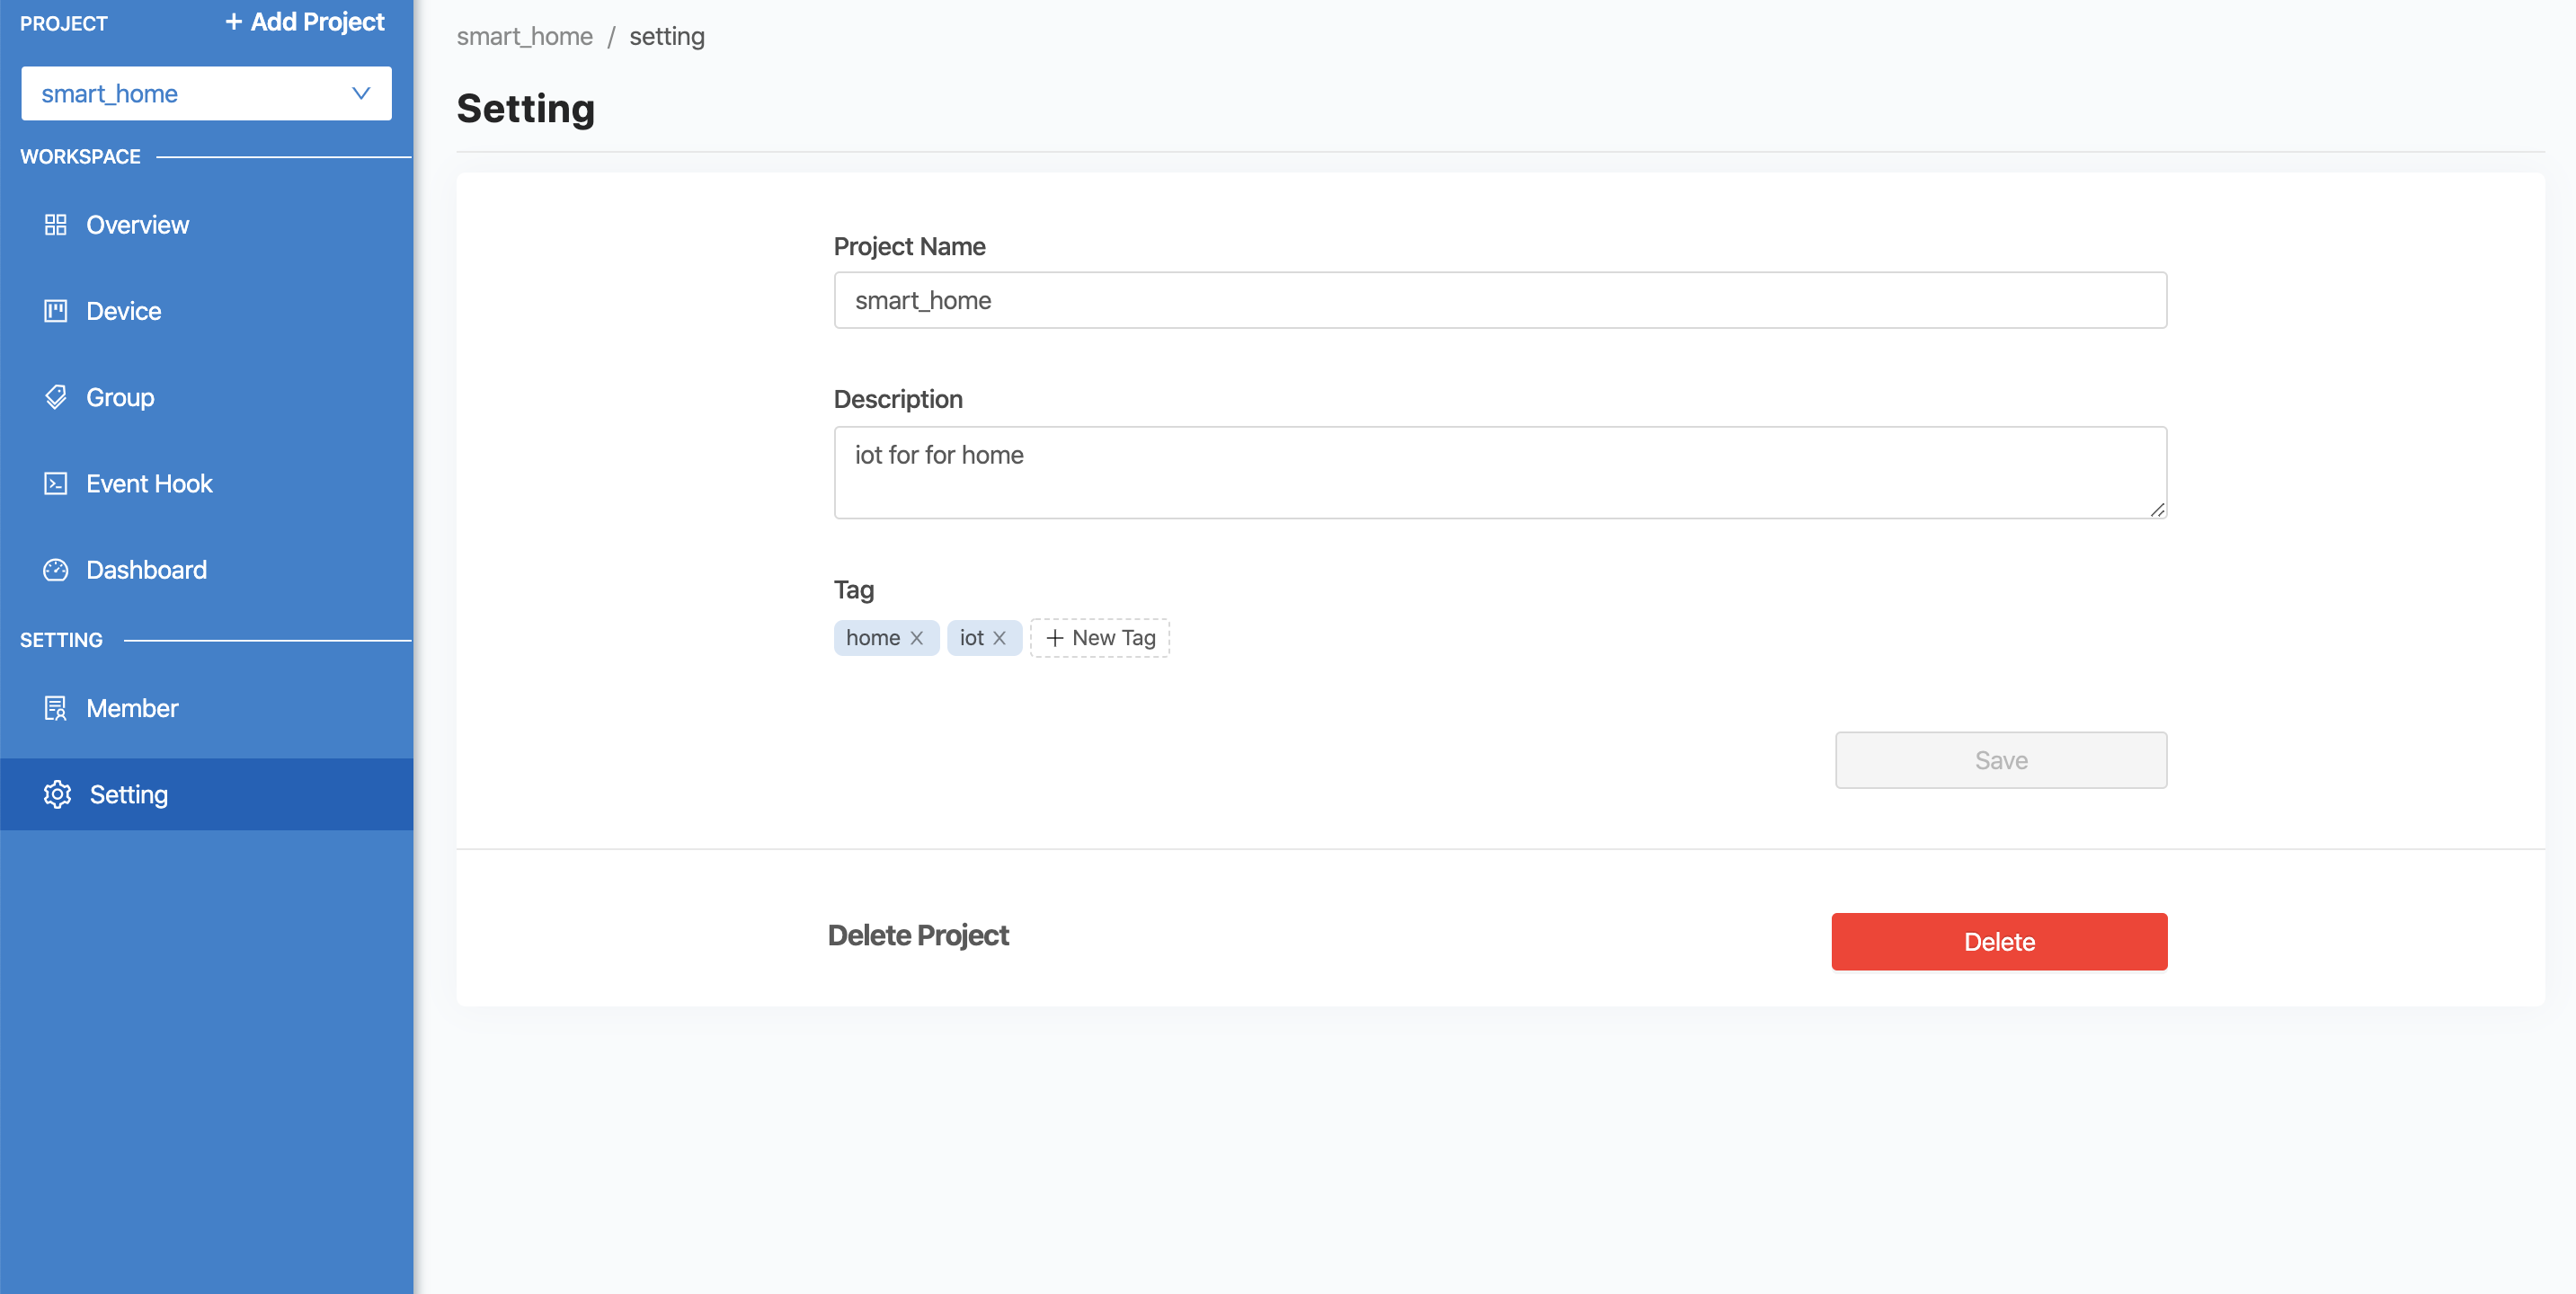 PROJECT + Add Project
smart_home
WORKSPACE
Overview
Device
Group
Event Hook
Dashboard
SETTING
Member
Setting
smart_home / setting
Setting
Project Name
smart_home
Description
iot for for home
Tag
home iot + New Tag
Save
Delete Project
Delete